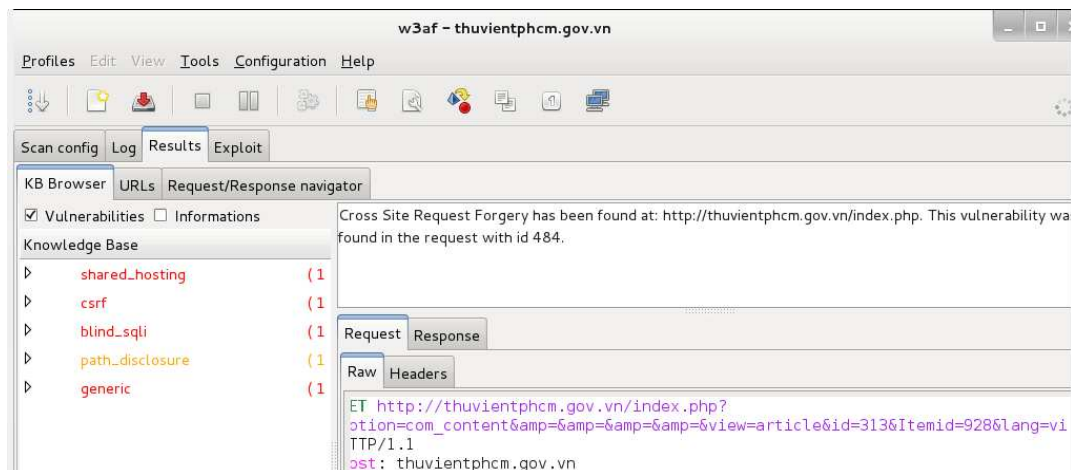 w3af - thuvientphcm.gov.vn
Profiles Edit View Tools Configuration Help
Scan config Log Results Exploit
KB Browser URLs Request/Response navigator
Vulnerabilities Informations
Knowledge Base
shared_hosting (1
csrf (1
blind_sqli (1
path_disclosure (1
generic (1
Cross Site Request Forgery has been found at: http://thuvientphcm.gov.vn/index.php. This vulnerability wa
found in the request with id 484.
Request Response
Raw Headers
ET http://thuvientphcm.gov.vn/index.php?
ption=com_content&amp=&amp=&amp=&amp=&view=article&id=313&Itemid=928&lang=vi
TTP/1.1
ost: thuvientphcm.gov.vn